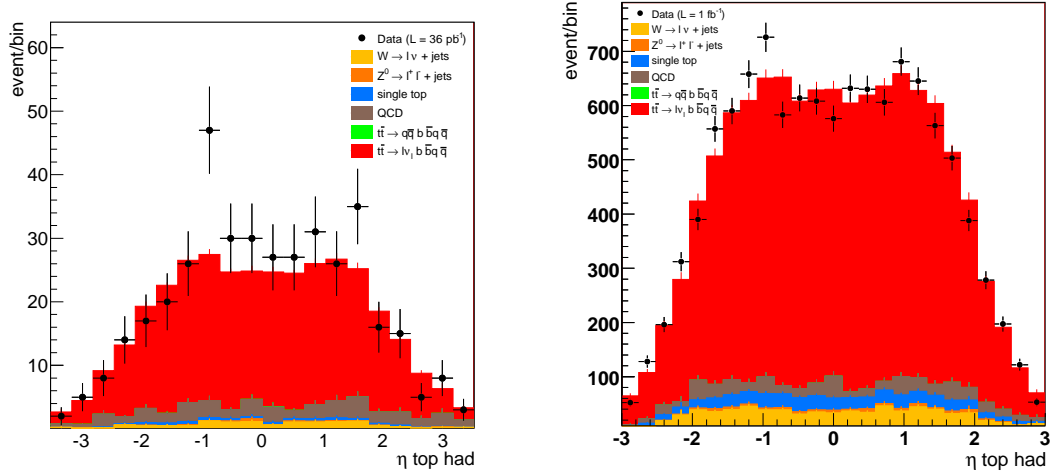 event/bin
60
50
40
30
20
10
-3 -2 -1 0 1 2 3
η top had
Data (L = 36 pb⁻¹)
W → l ν + jets
Z⁰ → l⁺ l⁻ + jets
single top
QCD
tt̄ → qq̄ b b̄q q̄
tt̄ → lνₗ b b̄q q̄
event/bin
700
600
500
400
300
200
100
-3 -2 -1 0 1 2 3
η top had
Data (L = 1 fb⁻¹)
W → l ν + jets
Z⁰ → l⁺ l⁻ + jets
single top
QCD
tt̄ → qq̄ b b̄q q̄
tt̄ → lνₗ b b̄q q̄